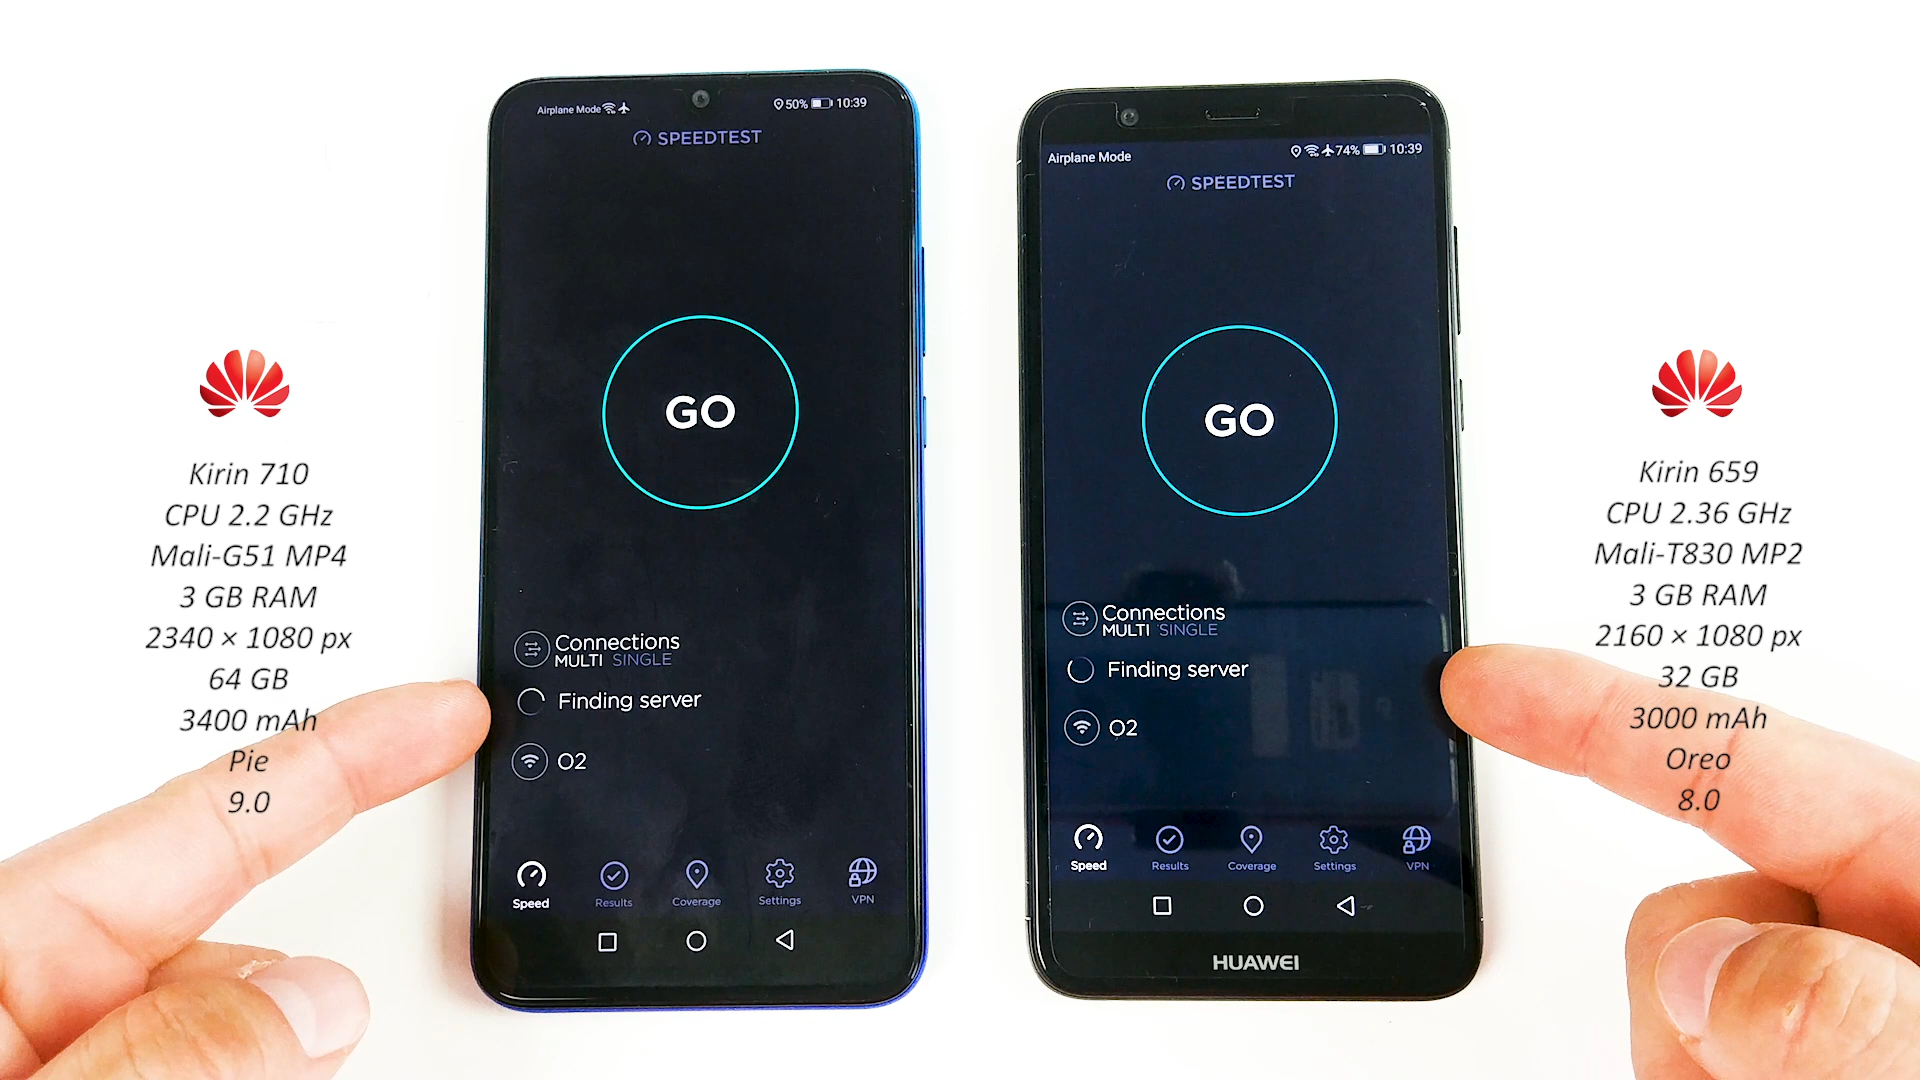 Kirin 710
CPU 2.2 GHz
Mali-G51 MP4
3 GB RAM
2340 × 1080 px
64 GB
3400 mAh
Pie
9.0
Airplane Mode 50% 10:39
SPEEDTEST
GO
Connections
MULTI SINGLE
Finding server
O2
Speed Results Coverage Settings VPN
Airplane Mode 74% 10:39
SPEEDTEST
GO
Connections
MULTI SINGLE
Finding server
O2
Speed Results Coverage Settings VPN
HUAWEI
Kirin 659
CPU 2.36 GHz
Mali-T830 MP2
3 GB RAM
2160 × 1080 px
32 GB
3000 mAh
Oreo
8.0